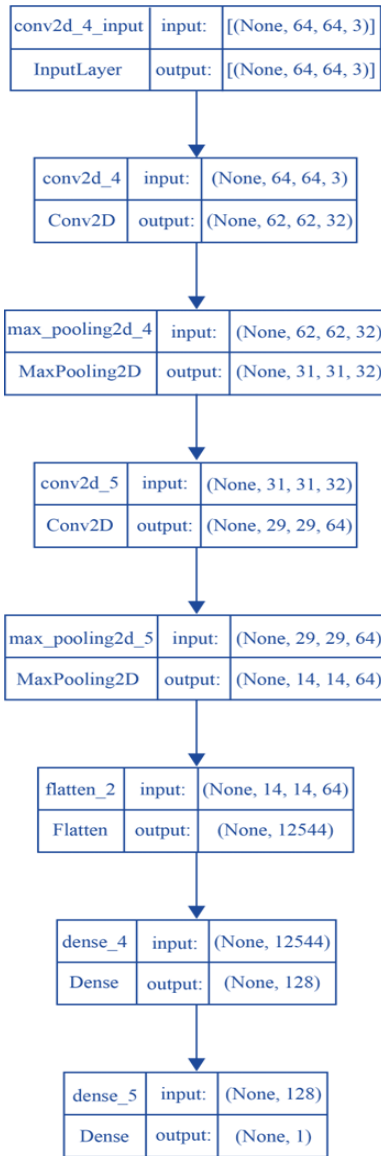 conv2d_4_input input: [(None, 64, 64, 3)]
InputLayer output: [(None, 64, 64, 3)]
conv2d_4 input: (None, 64, 64, 3)
Conv2D output: (None, 62, 62, 32)
max_pooling2d_4 input: (None, 62, 62, 32)
MaxPooling2D output: (None, 31, 31, 32)
conv2d_5 input: (None, 31, 31, 32)
Conv2D output: (None, 29, 29, 64)
max_pooling2d_5 input: (None, 29, 29, 64)
MaxPooling2D output: (None, 14, 14, 64)
flatten_2 input: (None, 14, 14, 64)
Flatten output: (None, 12544)
dense_4 input: (None, 12544)
Dense output: (None, 128)
dense_5 input: (None, 128)
Dense output: (None, 1)